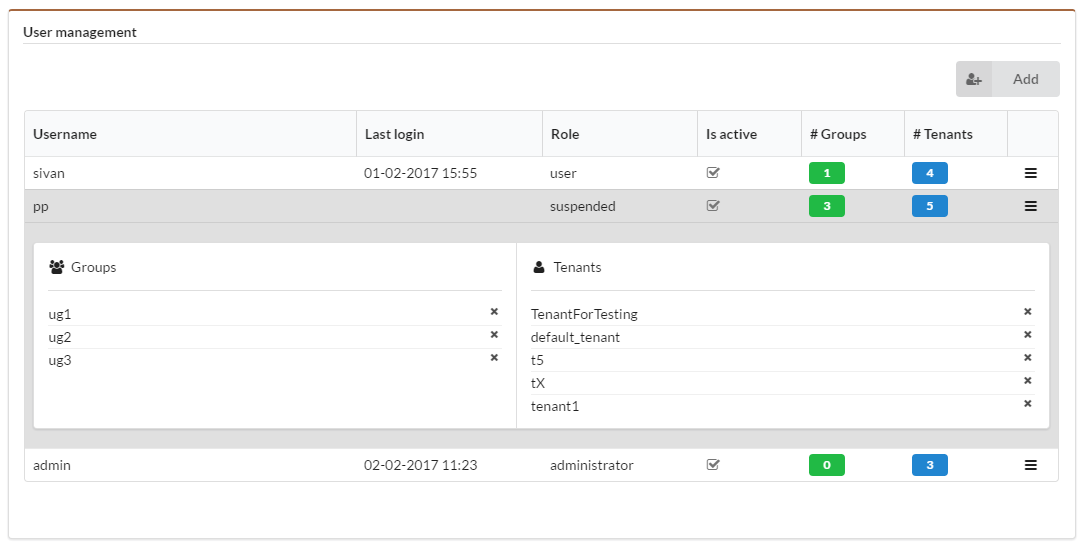 User management
Add
Username Last login Role Is active # Groups # Tenants
sivan 01-02-2017 15:55 user 1 4
pp suspended 3 5
Groups Tenants
ug1 TenantForTesting
ug2 default_tenant
ug3 t5
tX
tenant1
admin 02-02-2017 11:23 administrator 0 3